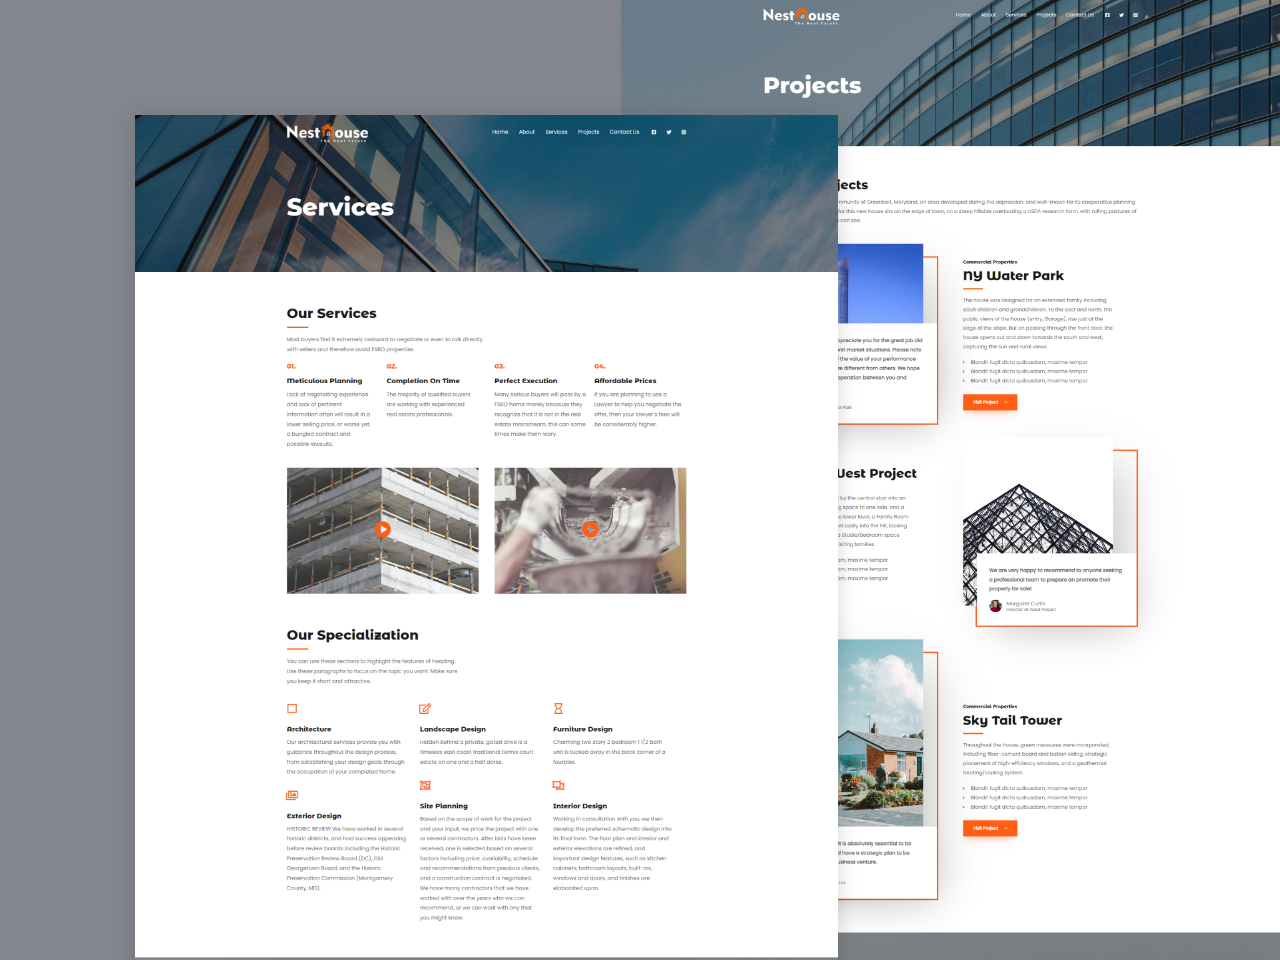 NestHouse
The Real Estate
Home About Services Projects Contact Us
Projects
NestHouse
The Real Estate
Home About Services Projects Contact Us
Services
Our Services
Most buyers find it extremely awkward to negotiate or even to talk directly
with sellers and therefore avoid FSBO properties.
01.
Meticulous Planning
Lack of negotiating experience
and lack of pertinent
information often will result in a
lower selling price, or worse yet,
a bungled contract and
possible lawsuits.
02.
Completion On Time
The majority of qualified buyers
are working with experienced
real estate professionals.
03.
Perfect Execution
Many serious buyers will pass by a
FSBO home merely because they
recognize that it is not in the real
estate mainstream, this can some
times make them wary.
04.
Affordable Prices
If you are planning to use a
Lawyer to help you negotiate the
offer, then your lawyer's fees will
be considerably higher.
Our Specialization
You can use these sections to highlight the features of heading.
Use these paragraphs to focus on the topic you want. Make sure
you keep it short and attractive.
Architecture
Our architectural services provide you with
guidance throughout the design process,
from establishing your design goals through
the occupation of your completed home.
Landscape Design
Hidden Behind a private, gated drive is a
timeless east coast traditional tennis court
estate on one and a half acres.
Furniture Design
Charming two story 2 bedroom 1 1/2 bath
unit is tucked away in the back corner of a
fourplex.
Exterior Design
HISTORIC REVIEW We have worked in several
historic districts, and had success appearing
before review boards including the Historic
Preservation Review Board (DC), Old
Georgetown Board, and the Historic
Preservation Commission (Montgomery
County, MD).
Site Planning
Based on the scope of work for the project
and your input, we price the project with one
or several contractors. After bids have been
received, one is selected based on several
factors including price, availability, schedule
and recommendations from previous clients,
and a construction contract is negotiated.
We have many contractors that we have
worked with over the years who we can
recommend, or we can work with any that
you might know.
Interior Design
Working in consultation with you, we then
develop the preferred schematic design into
its final form. The floor plan and interior and
exterior elevations are refined, and
important design features, such as kitchen
cabinets, bathroom layouts, built-ins,
windows and doors, and finishes are
elaborated upon.
jects
mmunity of Greenbelt, Maryland, an area developed during the depression, and well-known for its cooperative planning
for this new house sits on the edge of town, on a steep hillside overlooking a USDA research farm, with rolling pastures of
can see.
preciate you for the great job did
rst market situations. Please note
the value of your performance
re different from others. We hope
operation between you and
r Park
Commercial Properties
NY Water Park
The house was designed for an extended family including
adult children and grandchildren. To the east and north, the
public views of the house (entry, Garage), rise just at the
edge of the slope. But on passing through the front door, the
house opens out and down towards the south and west,
capturing the sun and rural views.
Blandit fugit dicta quibusdam, maxime tempor
Blandit fugit dicta quibusdam, maxime tempor
Blandit fugit dicta quibusdam, maxime tempor
Visit Project →
West Project
by the central stair into an
g space to one side, and a
lower level, a Family Room
et easily into the hill, looking
a Studio/Bedroom space
isiting families.
am, maxime tempor
am, maxime tempor
am, maxime tempor
We are very happy to recommend to anyone seeking
a professional team to prepare an promote their
property for sale!
Margaret Curtis
Director at West Project
it is absolutely essential to be
d have a strategic plan to be
usiness venture.
Commercial Properties
Sky Tail Tower
Throughout the house, green measures were incorporated,
including fiber-cement board and batten siding, strategic
placement of high-efficiency windows, and a geothermal
heating/cooling system.
Blandit fugit dicta quibusdam, maxime tempor
Blandit fugit dicta quibusdam, maxime tempor
Blandit fugit dicta quibusdam, maxime tempor
Visit Project →